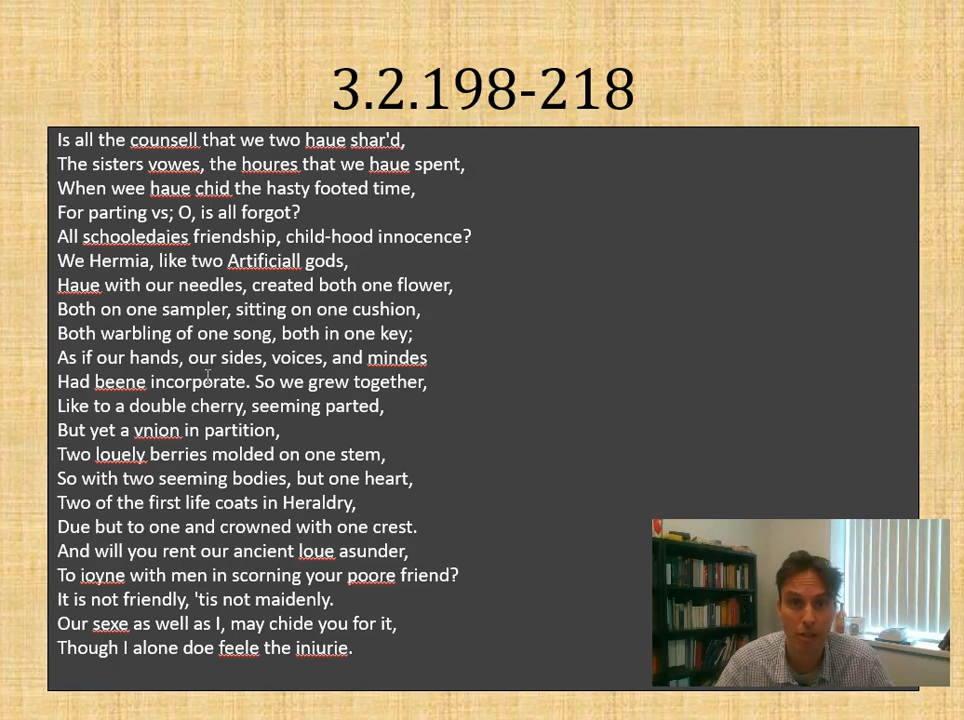 3.2.198-218
Is all the counsell that we two haue shar'd,
The sisters vowes, the houres that we haue spent,
When wee haue chid the hasty footed time,
For parting vs; O, is all forgot?
All schooledaies friendship, child-hood innocence?
We Hermia, like two Artificiall gods,
Haue with our needles, created both one flower,
Both on one sampler, sitting on one cushion,
Both warbling of one song, both in one key;
As if our hands, our sides, voices, and mindes
Had beene incorporate. So we grew together,
Like to a double cherry, seeming parted,
But yet a vnion in partition,
Two louely berries molded on one stem,
So with two seeming bodies, but one heart,
Two of the first life coats in Heraldry,
Due but to one and crowned with one crest.
And will you rent our ancient loue asunder,
To ioyne with men in scorning your poore friend?
It is not friendly, 'tis not maidenly.
Our sexe as well as I, may chide you for it,
Though I alone doe feele the iniurie.